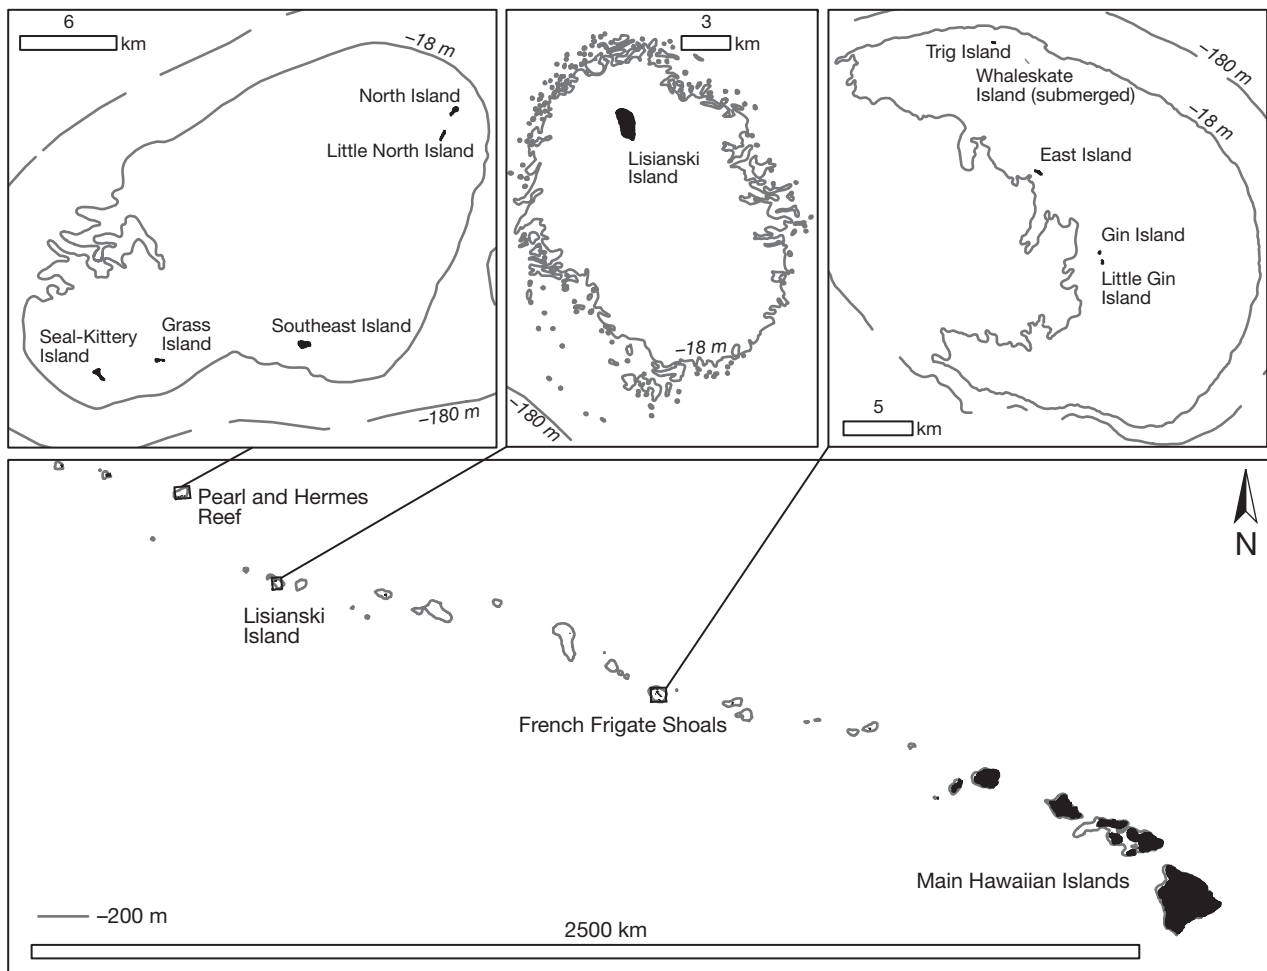 6
km
–18 m
North Island
Little North Island
Seal-Kittery
Island
Grass
Island
Southeast Island
–180 m
3
km
Lisianski
Island
–18 m
–180 m
Trig Island
Whaleskate
Island (submerged)
–180 m
–18 m
East Island
Gin Island
Little Gin
Island
5
km
Pearl and Hermes
Reef
N
Lisianski
Island
French Frigate Shoals
Main Hawaiian Islands
–200 m
2500 km